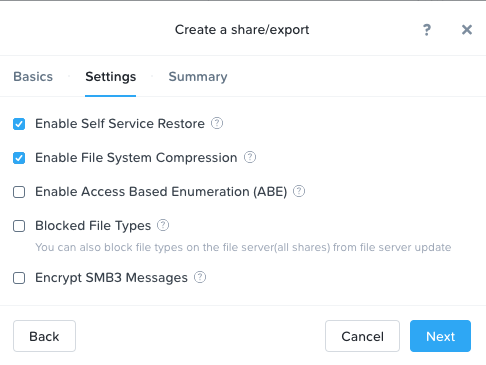 Create a share/export
?
Basics · Settings · Summary
Enable Self Service Restore ?
Enable File System Compression ?
Enable Access Based Enumeration (ABE) ?
Blocked File Types ?
You can also block file types on the file server(all shares) from file server update
Encrypt SMB3 Messages ?
Back Cancel Next